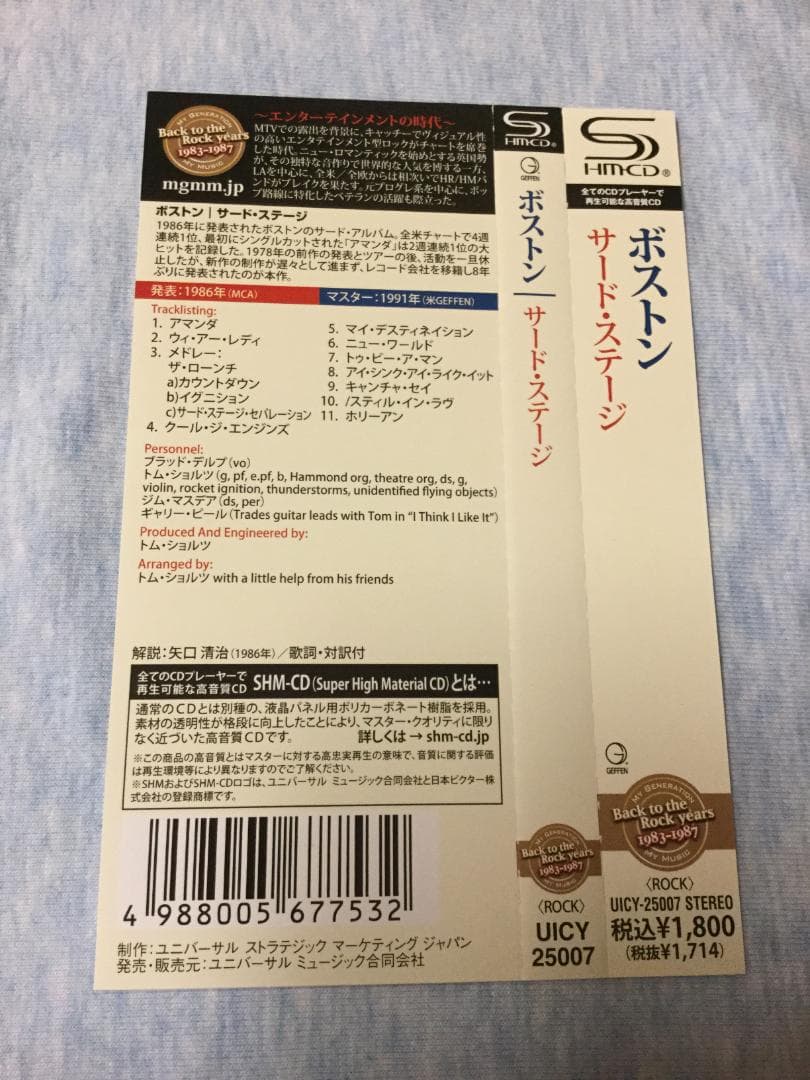 MY GENERATION
Back to the
Rock years
1983-1987
MY MUSIC
mgmm.jp
～エンターテインメントの時代～
MTVでの露出を背景に、キャッチーでヴィジュアル性
の高いエンタテインメント型ロックがチャートを席巻
した時代。ニュー・ロマンティックを始めとする英国勢
が、その独特な音作りで世界的な人気を博する一方、
LAを中心に、全米／全欧からは相次いでHR/HMバ
ンドがブレイクを果たす。元プログレ系を中心に、ポッ
プ路線に特化したベテランの活躍も際立った。
ボストン | サード・ステージ
1986年に発表されたボストンのサード・アルバム。全米チャートで4週
連続1位、最初にシングルカットされた「アマンダ」は2週連続1位の大
ヒットを記録した。1978年の前作の発表とツアーの後、活動を一旦休
止したが、新作の制作が遅々として進まず、レコード会社を移籍し8年
ぶりに発表されたのが本作。
発表：1986年（MCA）
マスター：1991年（米GEFFEN）
Tracklisting:
1. アマンダ
2. ウィ・アー・レディ
3. メドレー：
ザ・ローンチ
a)カウントダウン
b)イグニション
c)サード・ステージ・セパレーション
4. クール・ジ・エンジンズ
5. マイ・デスティネイション
6. ニュー・ワールド
7. トゥ・ビー・ア・マン
8. アイ・シンク・アイ・ライク・イット
9. キャンチャ・セイ
10. /スティル・イン・ラヴ
11. ホリーアン
Personnel:
ブラッド・デルプ（vo）
トム・ショルツ（g, pf, e.pf, b, Hammond org, theatre org, ds, g,
violin, rocket ignition, thunderstorms, unidentified flying objects）
ジム・マスデア（ds, per）
ギャリー・ピール（Trades guitar leads with Tom in “I Think I Like It”）
Produced And Engineered by:
トム・ショルツ
Arranged by:
トム・ショルツ with a little help from his friends
解説：矢口 清治（1986年）／歌詞・対訳付
全てのCDプレーヤーで
再生可能な高音質CD SHM-CD（Super High Material CD）とは…
通常のCDとは別種の、液晶パネル用ポリカーボネート樹脂を採用。
素材の透明性が格段に向上したことにより、マスター・クオリティに限り
なく近づいた高音質CDです。 詳しくは → shm-cd.jp
※この商品の高音質とはマスターに対する高忠実再生の意味で、音質に関する評価
は再生環境等により異なりますのでご了解ください。
※SHMおよびSHM-CDロゴは、ユニバーサル ミュージック合同会社と日本ビクター株
式会社の登録商標です。
4 988005 677532
制作：ユニバーサル ストラテジック マーケティング ジャパン
発売・販売元：ユニバーサル ミュージック合同会社
SHM-CD
GEFFEN
ボストン | サード・ステージ
MY GENERATION
Back to the
Rock years
1983-1987
MY MUSIC
〈ROCK〉
UICY
25007
SHM-CD®
全てのCDプレーヤーで
再生可能な高音質CD
ボストン
サード・ステージ
GEFFEN
MY GENERATION
Back to the
Rock years
1983-1987
MY MUSIC
〈ROCK〉
UICY-25007 STEREO
税込¥1,800
（税抜¥1,714）